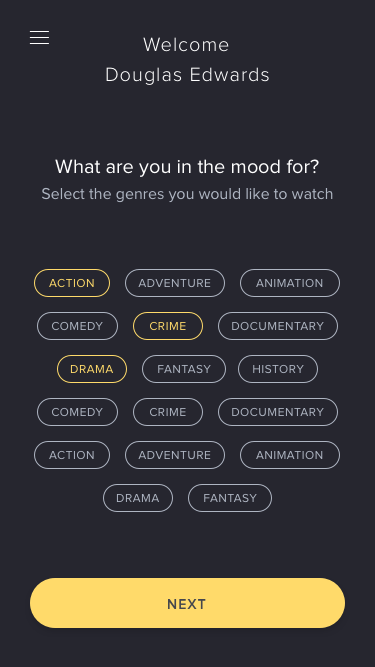 Welcome
Douglas Edwards
What are you in the mood for?
Select the genres you would like to watch
ACTION ADVENTURE ANIMATION
COMEDY CRIME DOCUMENTARY
DRAMA FANTASY HISTORY
COMEDY CRIME DOCUMENTARY
ACTION ADVENTURE ANIMATION
DRAMA FANTASY
NEXT